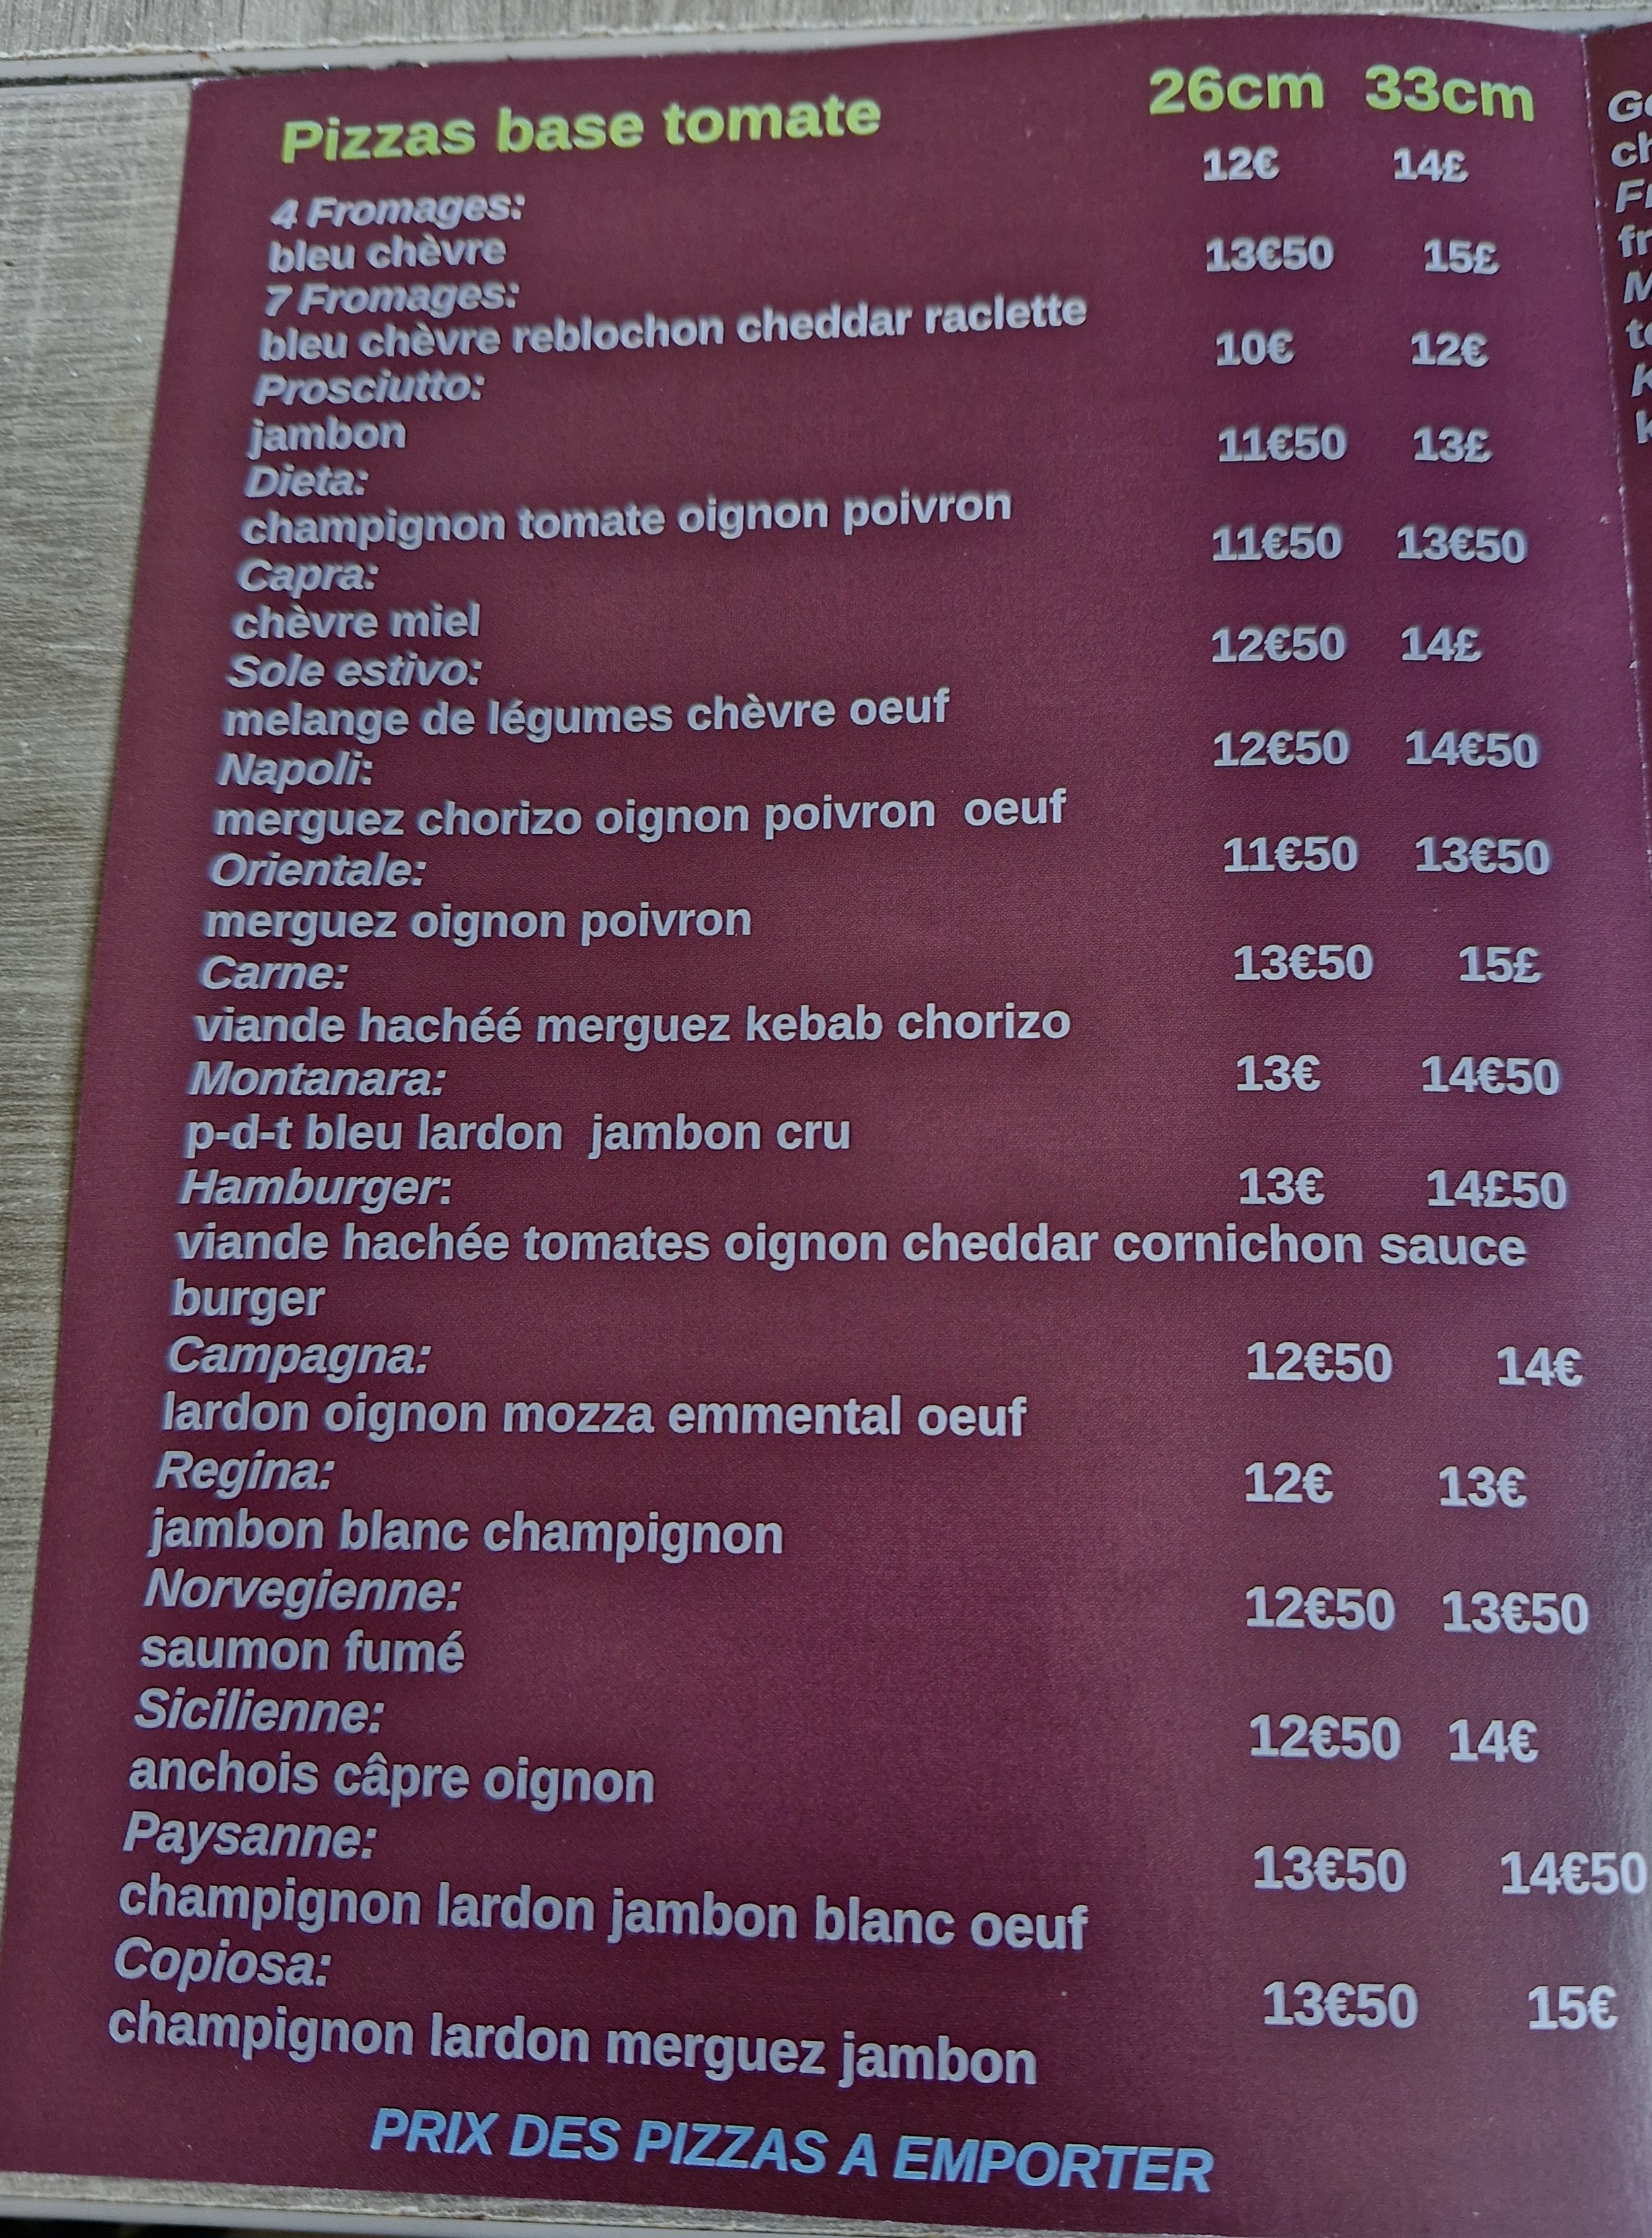 Pizzas base tomate 26cm 33cm
12€ 14£
4 Fromages:
bleu chèvre
13€50 15£
7 Fromages:
bleu chèvre reblochon cheddar raclette
10€ 12€
Prosciutto:
jambon
11€50 13£
Dieta:
champignon tomate oignon poivron
11€50 13€50
Capra:
chèvre miel
12€50 14£
Sole estivo:
melange de légumes chèvre oeuf
12€50 14€50
Napoli:
merguez chorizo oignon poivron oeuf
11€50 13€50
Orientale:
merguez oignon poivron
13€50 15£
Carne:
viande hachéé merguez kebab chorizo
Montanara: 13€ 14€50
p-d-t bleu lardon jambon cru
Hamburger: 13€ 14£50
viande hachée tomates oignon cheddar cornichon sauce
burger
Campagna: 12€50 14€
lardon oignon mozza emmental oeuf
Regina: 12€ 13€
jambon blanc champignon
Norvegienne: 12€50 13€50
saumon fumé
Sicilienne: 12€50 14€
anchois câpre oignon
Paysanne: 13€50 14€50
champignon lardon jambon blanc oeuf
Copiosa: 13€50 15€
champignon lardon merguez jambon
PRIX DES PIZZAS A EMPORTER